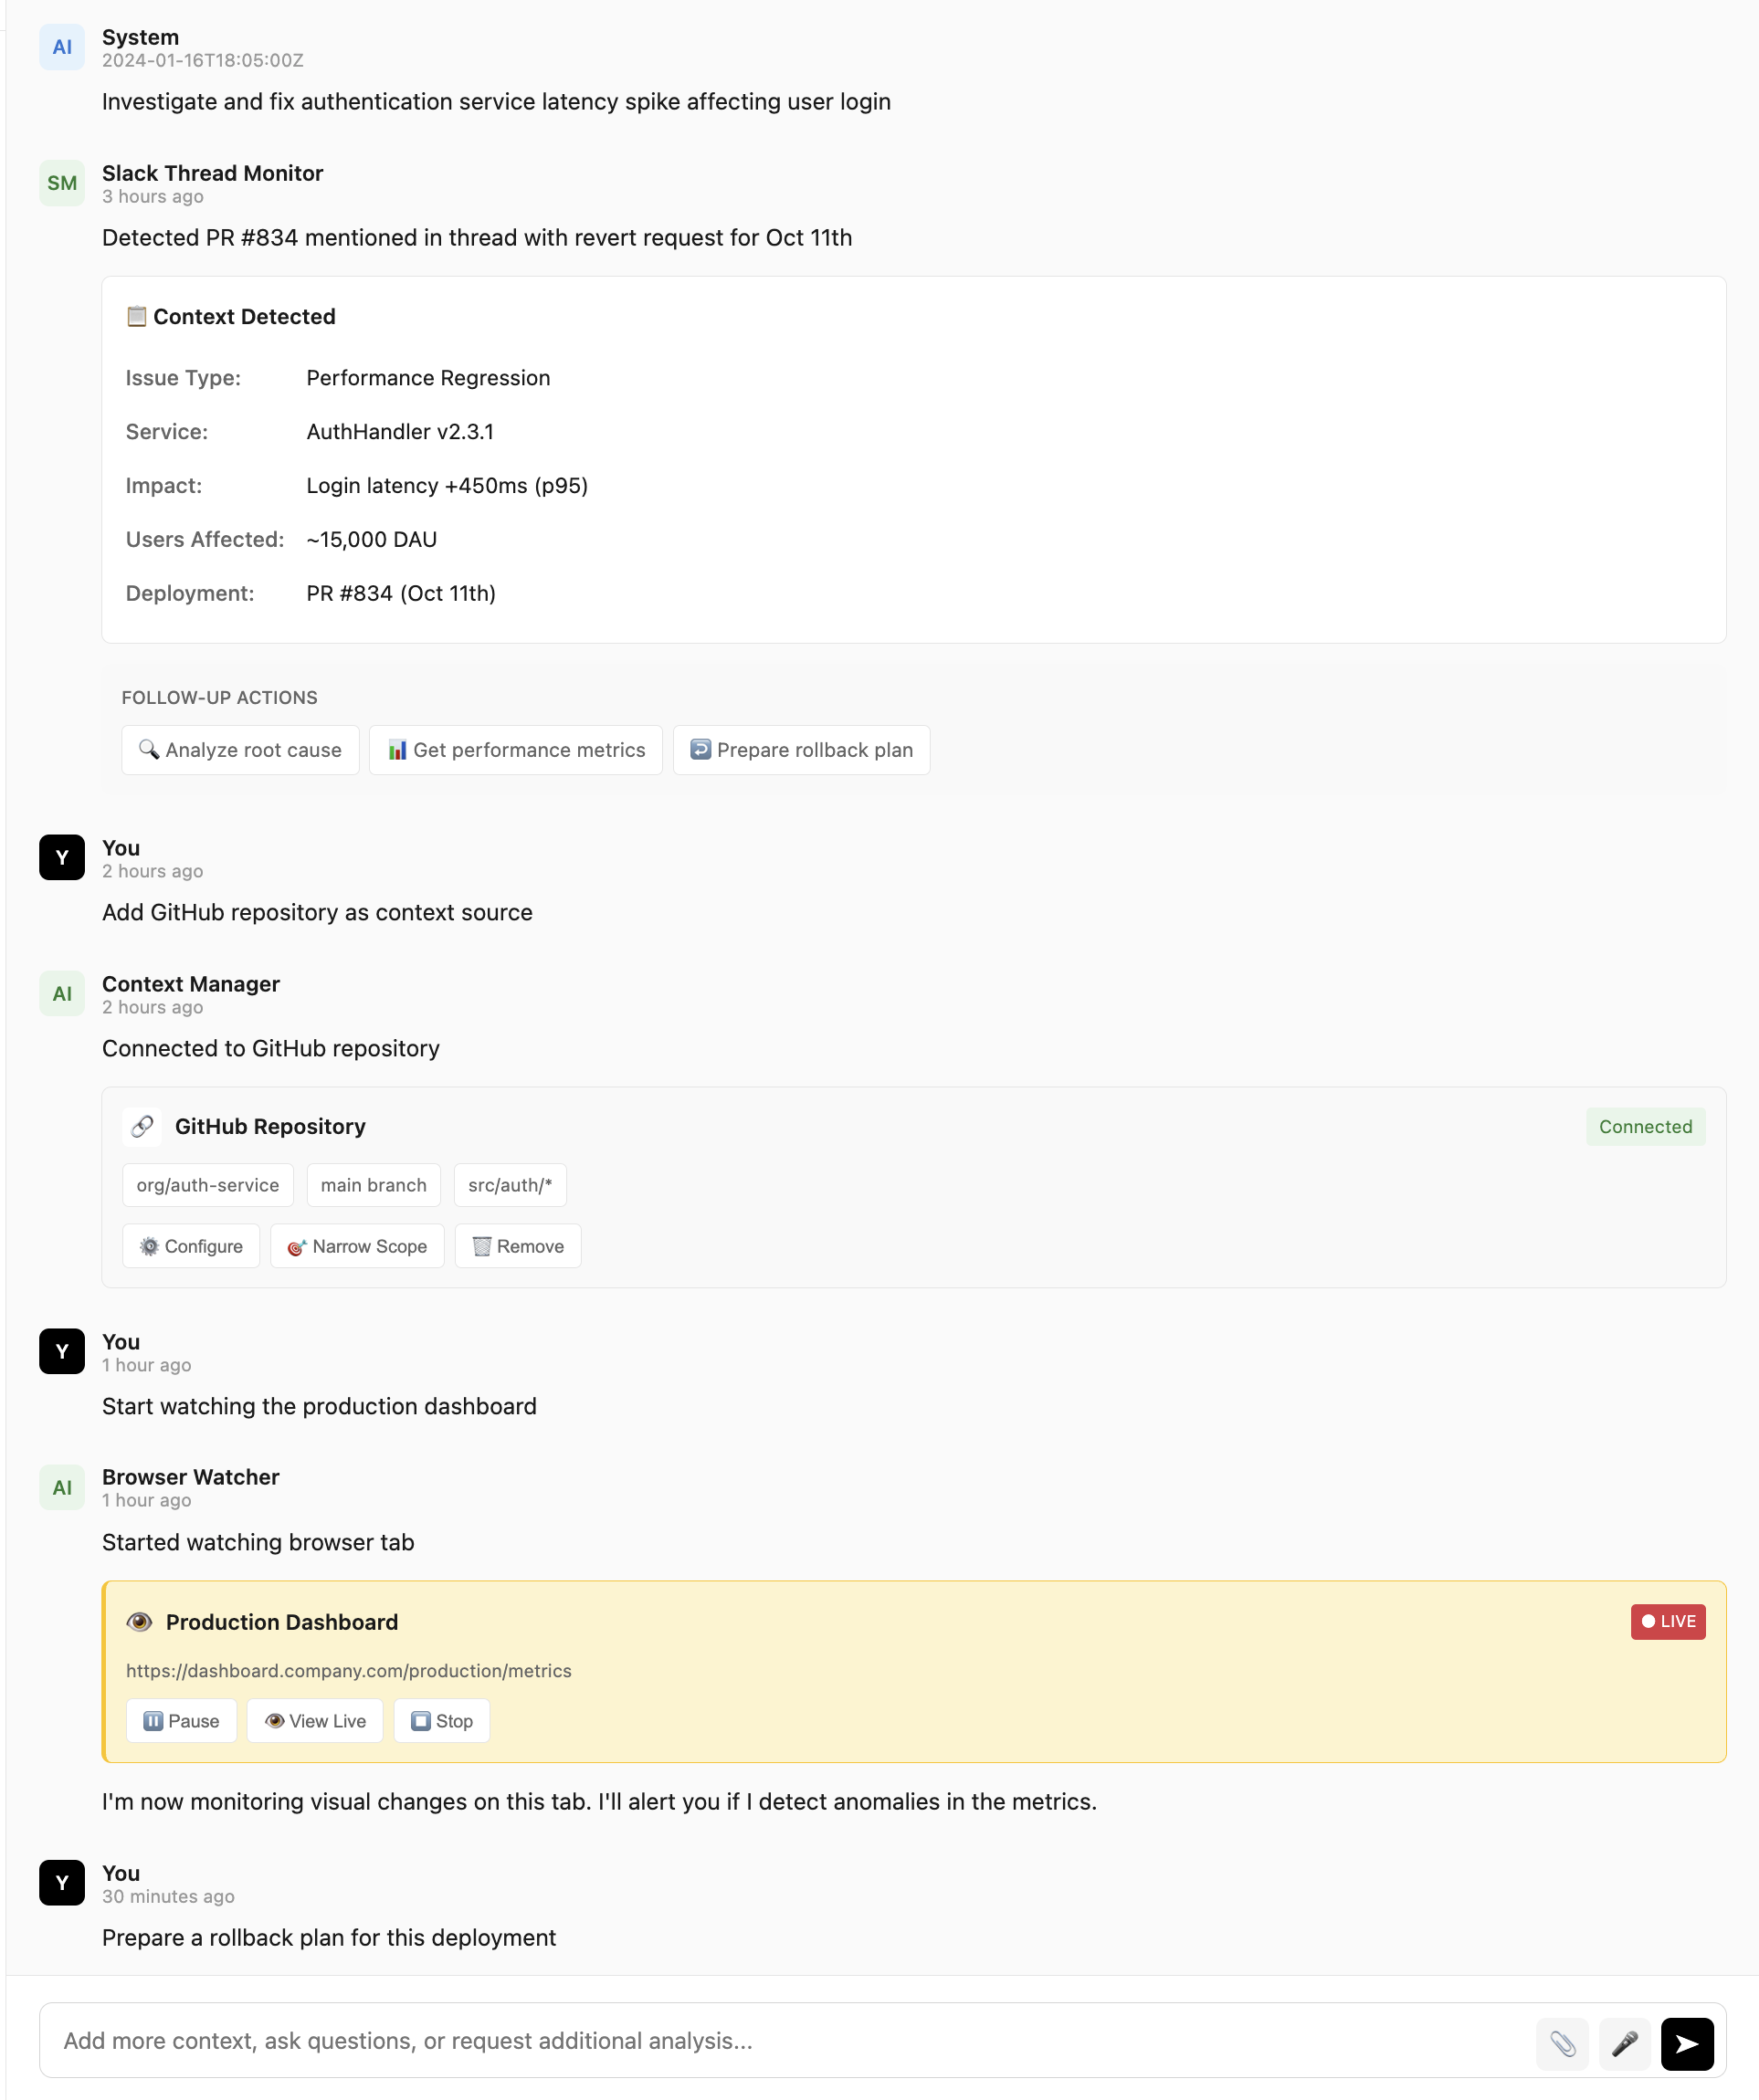 AI
System
2024-01-16T18:05:00Z
Investigate and fix authentication service latency spike affecting user login
SM
Slack Thread Monitor
3 hours ago
Detected PR #834 mentioned in thread with revert request for Oct 11th
Context Detected
Issue Type: Performance Regression
Service: AuthHandler v2.3.1
Impact: Login latency +450ms (p95)
Users Affected: ~15,000 DAU
Deployment: PR #834 (Oct 11th)
FOLLOW-UP ACTIONS
Analyze root cause Get performance metrics Prepare rollback plan
Y
You
2 hours ago
Add GitHub repository as context source
AI
Context Manager
2 hours ago
Connected to GitHub repository
GitHub Repository Connected
org/auth-service main branch src/auth/*
Configure Narrow Scope Remove
Y
You
1 hour ago
Start watching the production dashboard
AI
Browser Watcher
1 hour ago
Started watching browser tab
Production Dashboard LIVE
https://dashboard.company.com/production/metrics
Pause View Live Stop
I'm now monitoring visual changes on this tab. I'll alert you if I detect anomalies in the metrics.
Y
You
30 minutes ago
Prepare a rollback plan for this deployment
Add more context, ask questions, or request additional analysis...